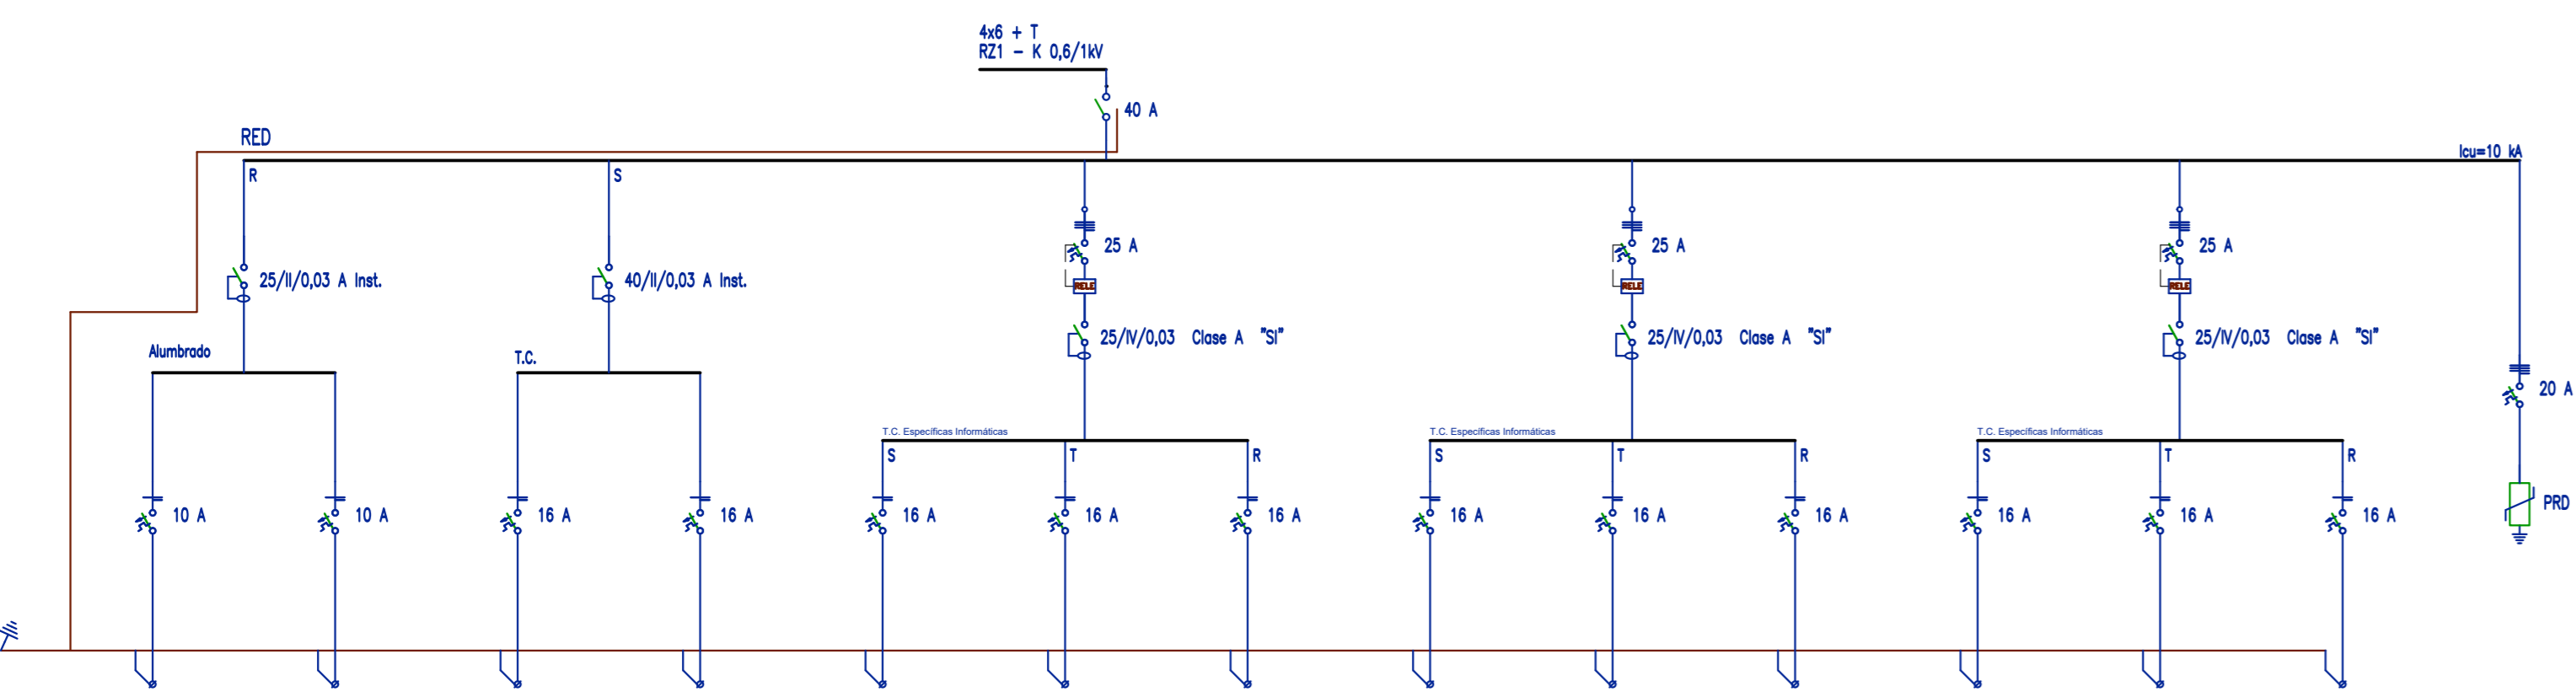 4x6 + T
RZ1 - K 0,6/1kV
40 A
RED
Icu=10 kA
R
S
25 A
25 A
25 A
25/II/0,03 A Inst.
40/II/0,03 A Inst.
RELE
RELE
RELE
25/IV/0,03 Clase A "SI"
25/IV/0,03 Clase A "SI"
25/IV/0,03 Clase A "SI"
Alumbrado
T.C.
20 A
T.C. Específicas Informáticas
T.C. Específicas Informáticas
T.C. Específicas Informáticas
S
T
R
S
T
R
S
T
R
PRD
10 A
10 A
16 A
16 A
16 A
16 A
16 A
16 A
16 A
16 A
16 A
16 A
16 A